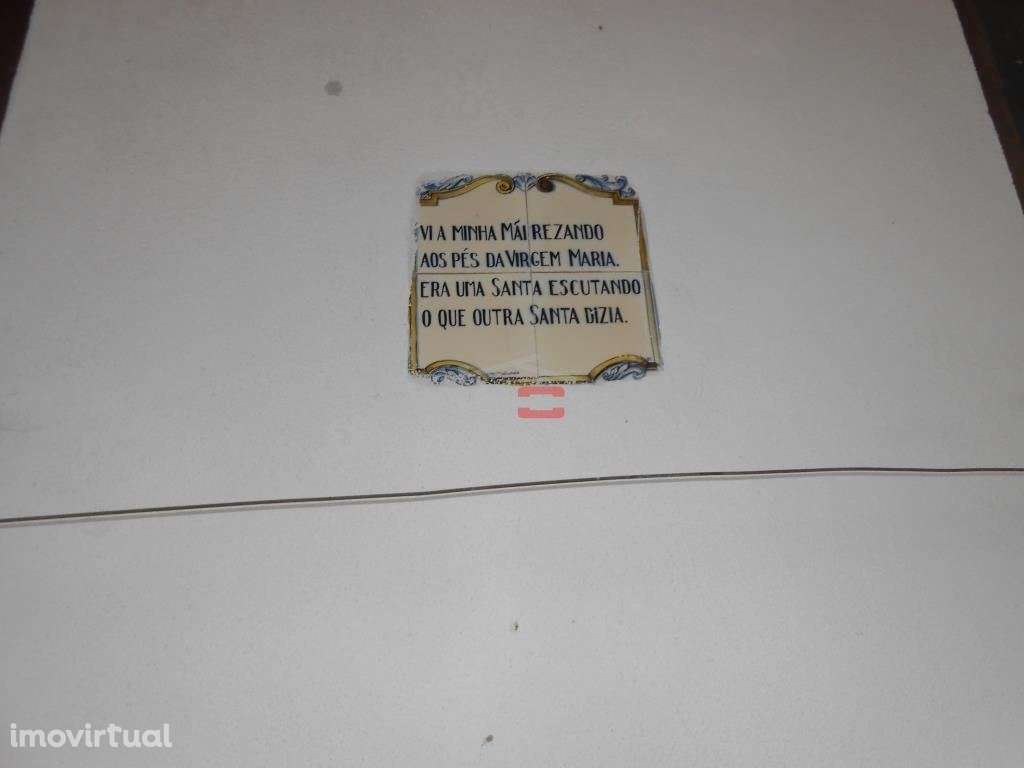 VI A MINHA MÃI REZANDO
AOS PÉS DA VIRGEM MARIA.
ERA UMA SANTA ESCUTANDO
O QUE OUTRA SANTA DIZIA.
imovirtual